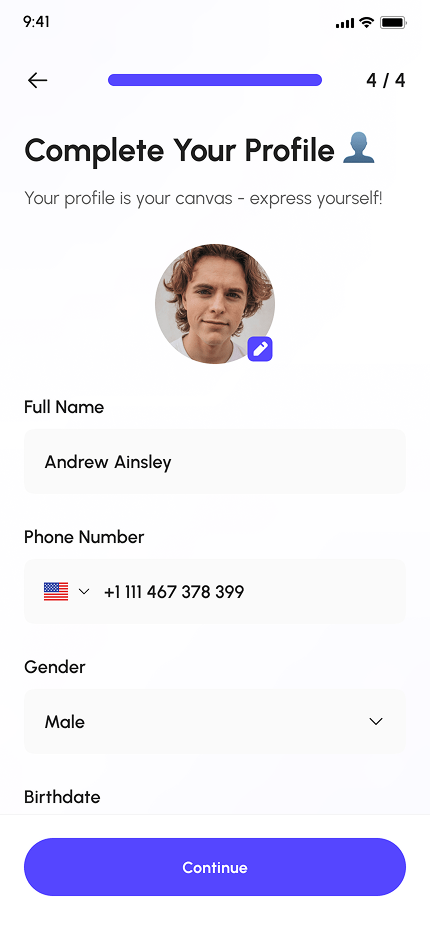 9:41
4 / 4
Complete Your Profile 👤
Your profile is your canvas - express yourself!
Full Name
Andrew Ainsley
Phone Number
+1 111 467 378 399
Gender
Male
Birthdate
Continue